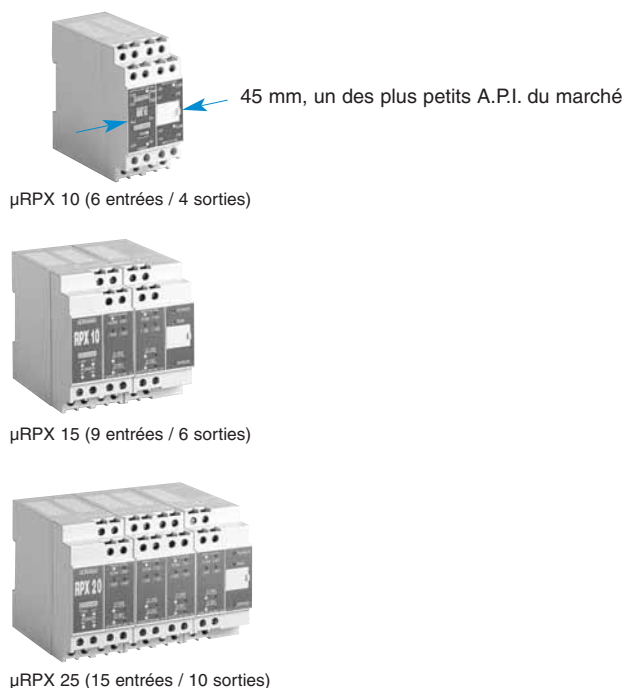 45 mm, un des plus petits A.P.I. du marché
µRPX 10 (6 entrées / 4 sorties)
RPX 10
µRPX 15 (9 entrées / 6 sorties)
RPX 20
µRPX 25 (15 entrées / 10 sorties)